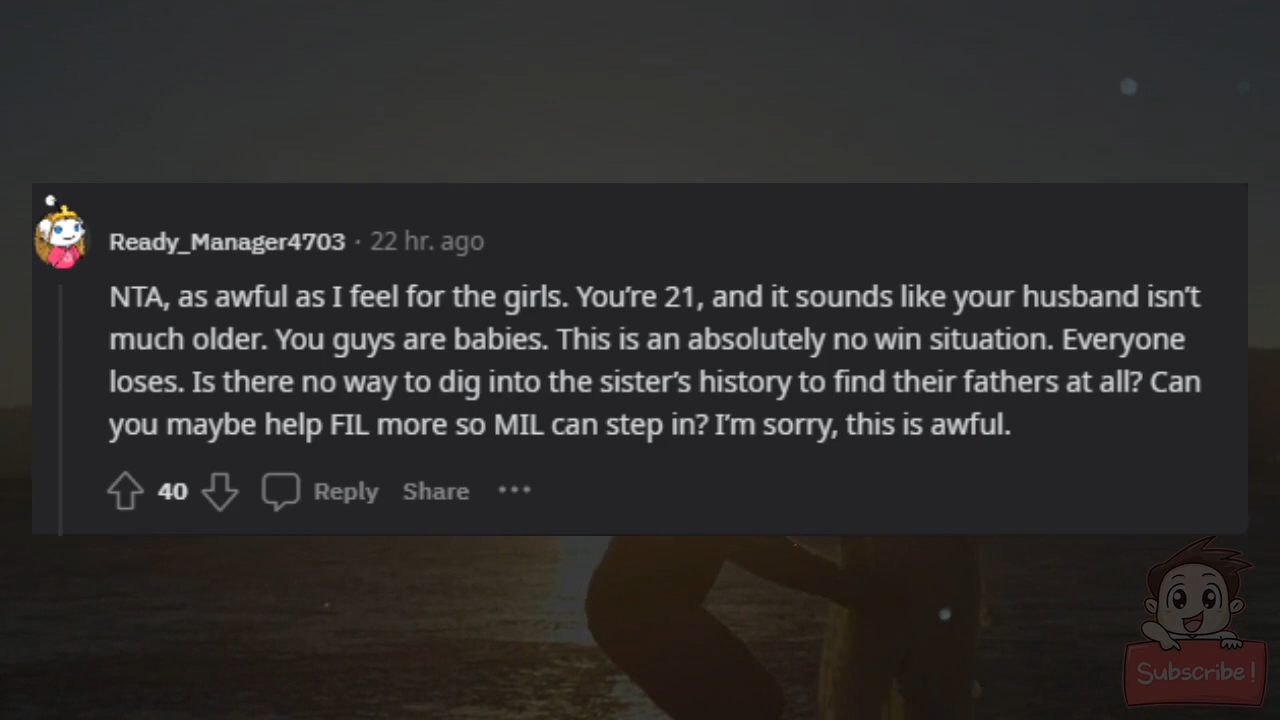 Ready_Manager4703 · 22 hr. ago
NTA, as awful as I feel for the girls. You’re 21, and it sounds like your husband isn’t
much older. You guys are babies. This is an absolutely no win situation. Everyone
loses. Is there no way to dig into the sister’s history to find their fathers at all? Can
you maybe help FIL more so MIL can step in? I’m sorry, this is awful.
40 Reply Share ···
Subscribe!